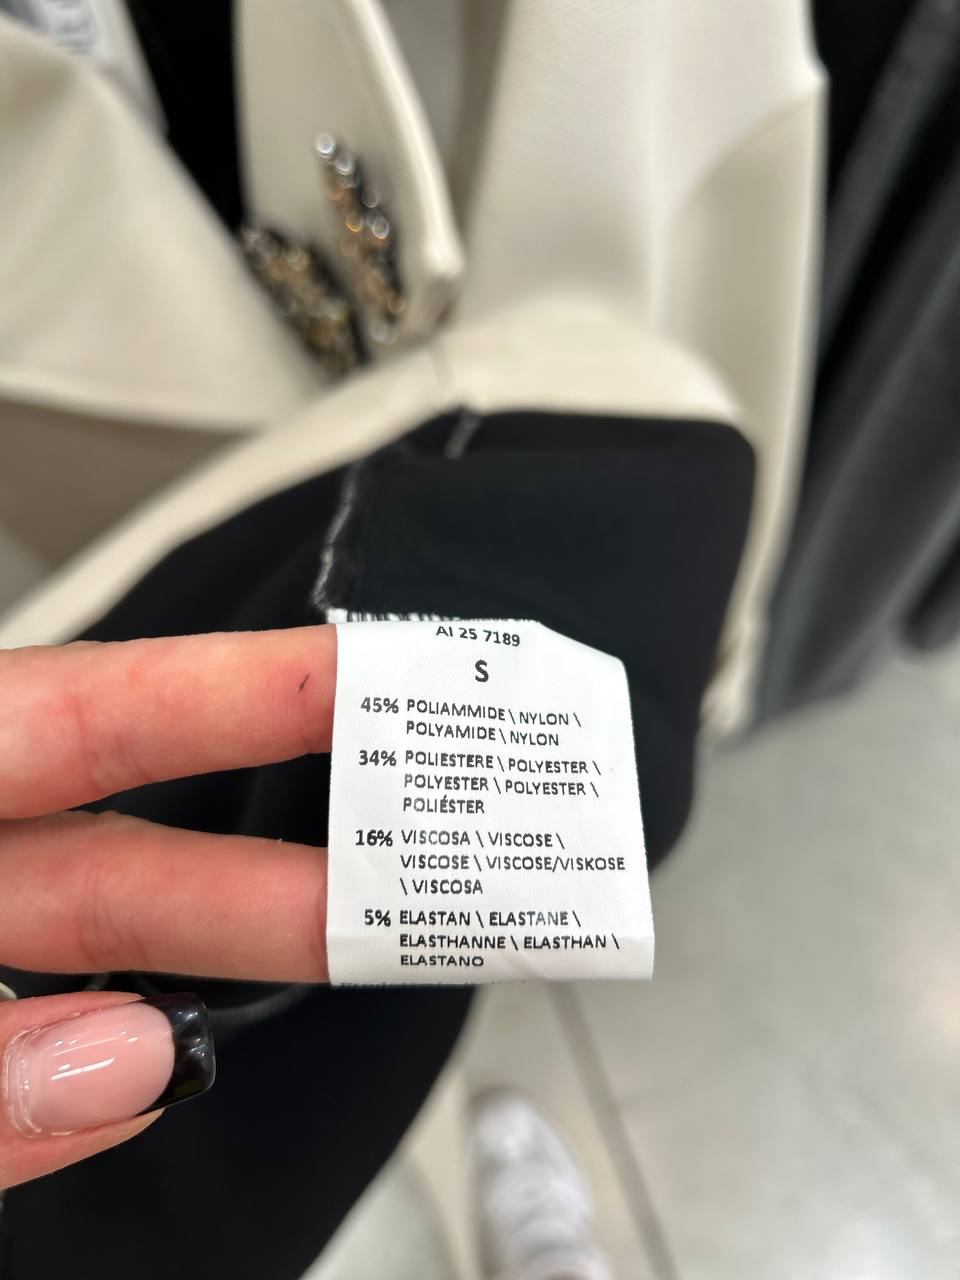 AI 25 7189
S
45% POLIAMMIDE \ NYLON \
POLYAMIDE \ NYLON
34% POLIESTERE \ POLYESTER \
POLYESTER \ POLYESTER \
POLIÉSTER
16% VISCOSA \ VISCOSE \
VISCOSE \ VISCOSE/VISKOSE
\ VISCOSA
5% ELASTAN \ ELASTANE \
ELASTHANNE \ ELASTHAN \
ELASTANO